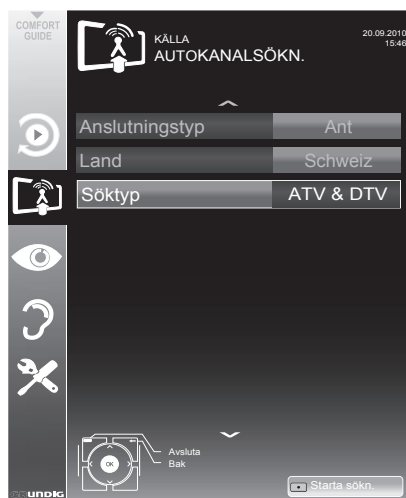 COMFORT
GUIDE
KÄLLA
AUTOKANALSÖKN.
20.09.2010
15:46
Anslutningstyp Ant
Land Schweiz
Söktyp ATV & DTV
OK
Avsluta
Bak
Starta sökn.
GRUNDIG